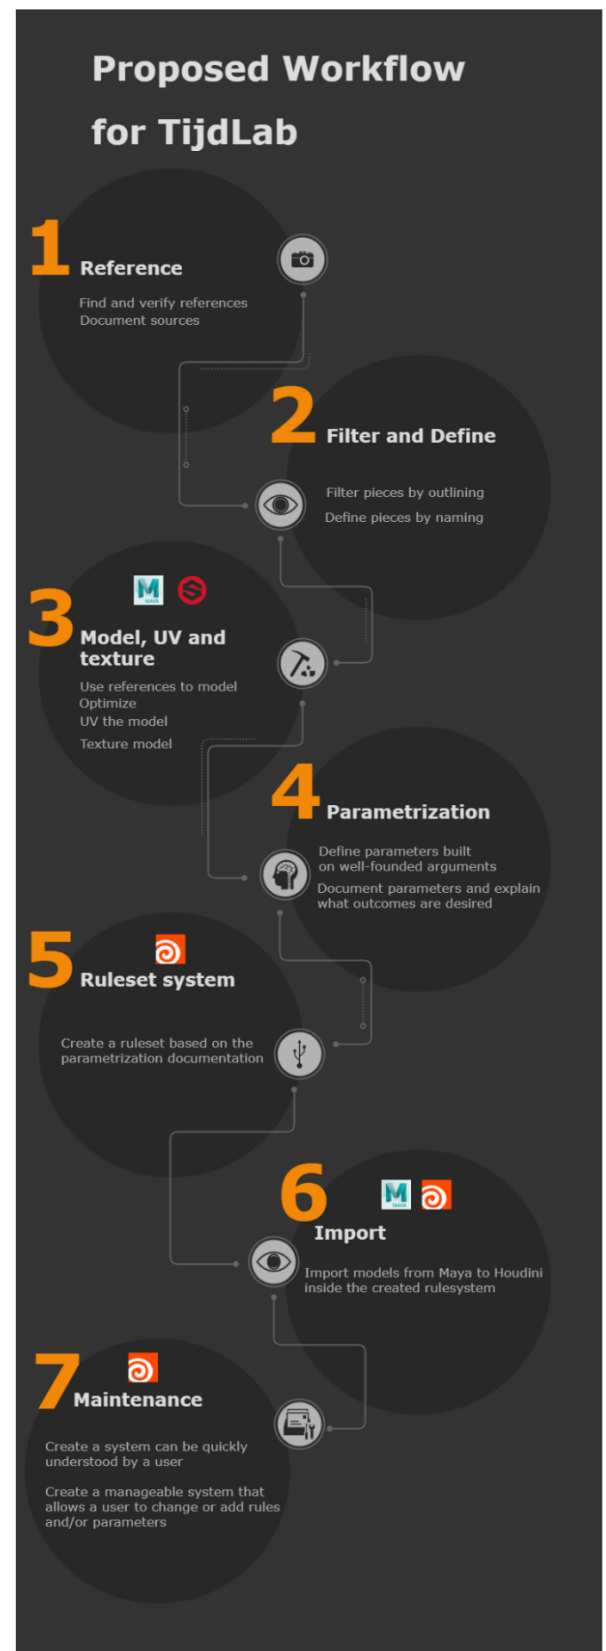 Proposed Workflow
for TijdLab
1
Reference
Find and verify references
Document sources
2
Filter and Define
Filter pieces by outlining
Define pieces by naming
3
Model, UV and
texture
Use references to model
Optimize
UV the model
Texture model
4
Parametrization
Define parameters built
on well-founded arguments
Document parameters and explain
what outcomes are desired
5
Ruleset system
Create a ruleset based on the
parametrization documentation
6
Import
Import models from Maya to Houdini
inside the created rulesystem
7
Maintenance
Create a system can be quickly
understood by a user
Create a manageable system that
allows a user to change or add rules
and/or parameters